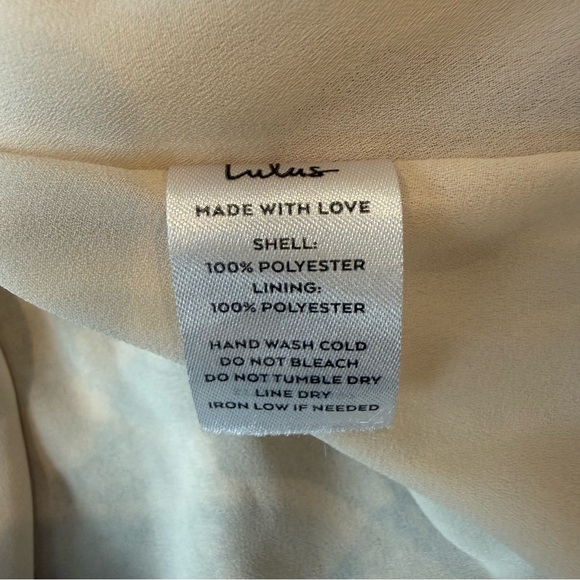 Lulus
MADE WITH LOVE
SHELL:
100% POLYESTER
LINING:
100% POLYESTER
HAND WASH COLD
DO NOT BLEACH
DO NOT TUMBLE DRY
LINE DRY
IRON LOW IF NEEDED